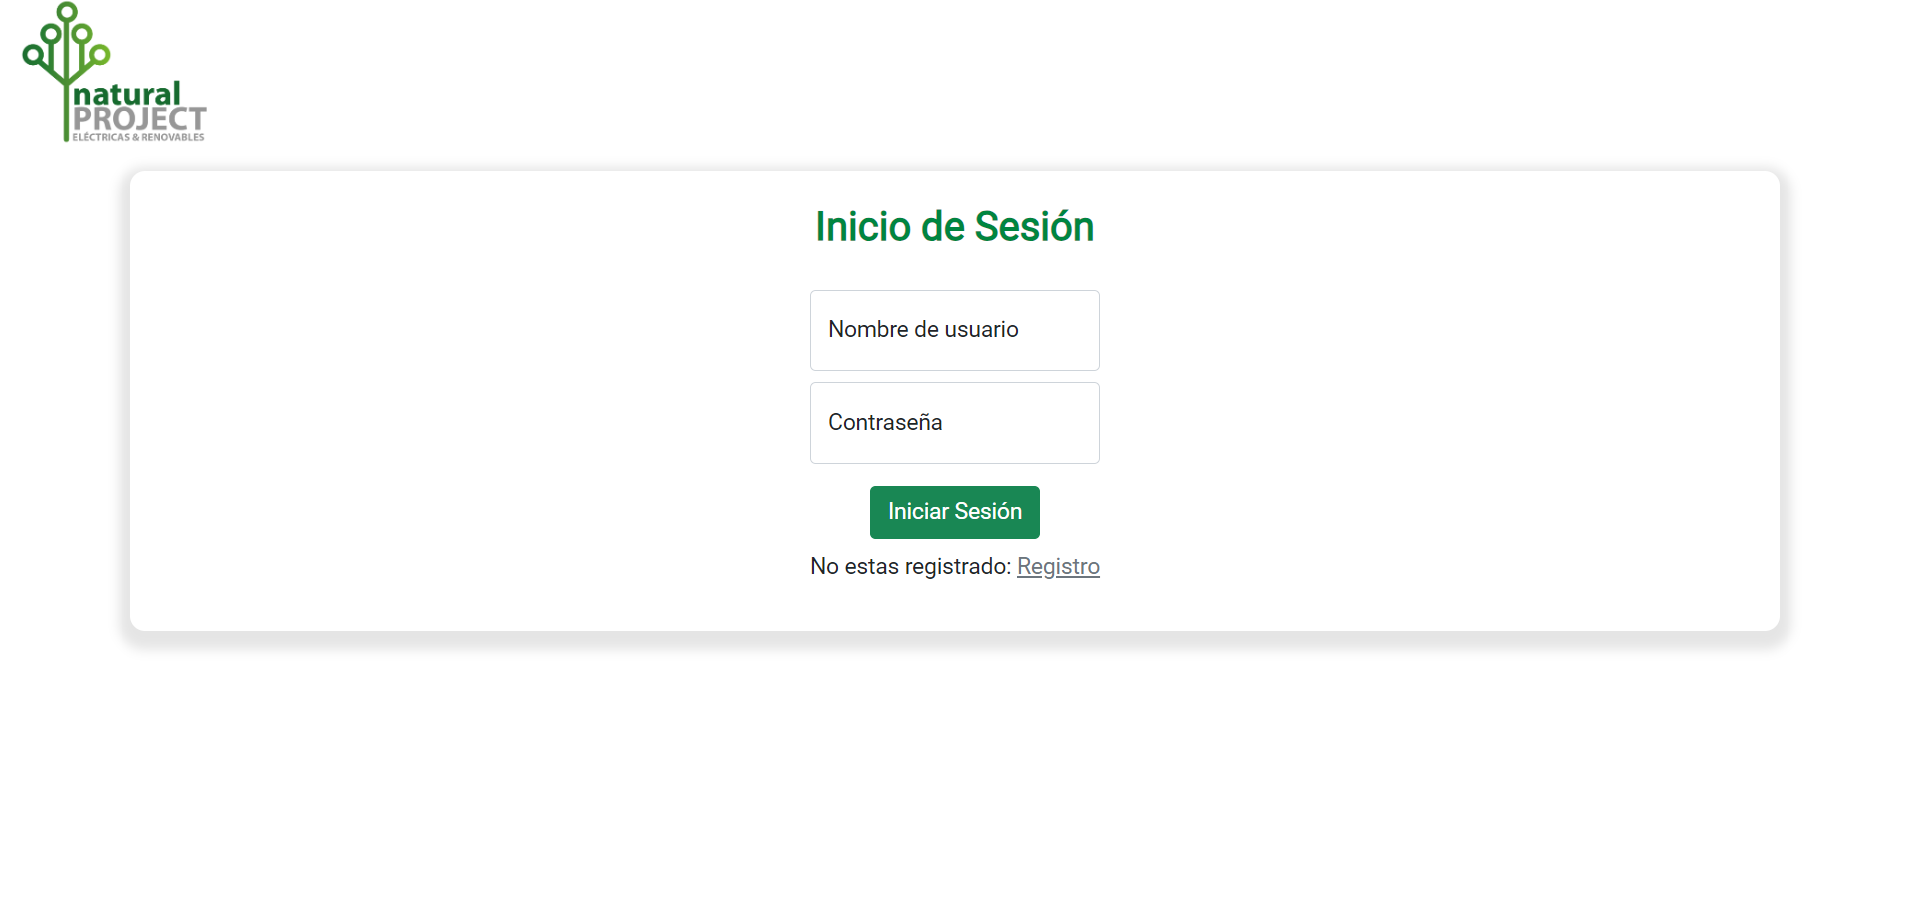 natural
PROJECT
ELÉCTRICAS & RENOVABLES
Inicio de Sesión
Nombre de usuario
Contraseña
Iniciar Sesión
No estas registrado: Registro